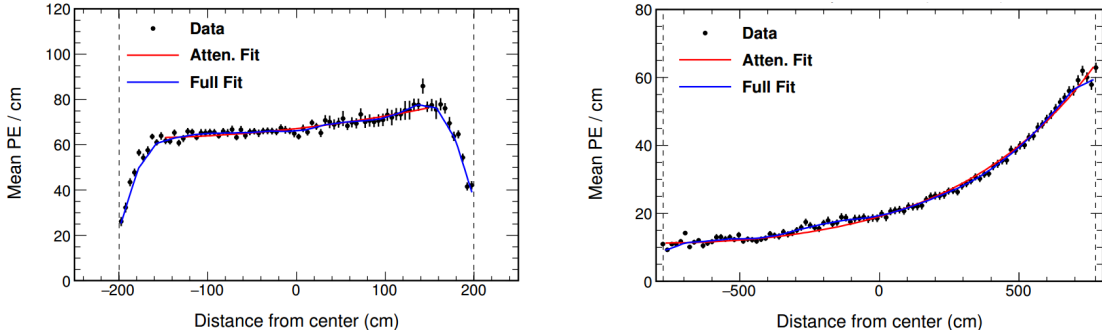 Mean PE / cm
120
100
80
60
40
20
0
Data
Atten. Fit
Full Fit
−200
−100
0
100
200
Distance from center (cm)
Mean PE / cm
80
60
40
20
0
Data
Atten. Fit
Full Fit
−500
0
500
Distance from center (cm)